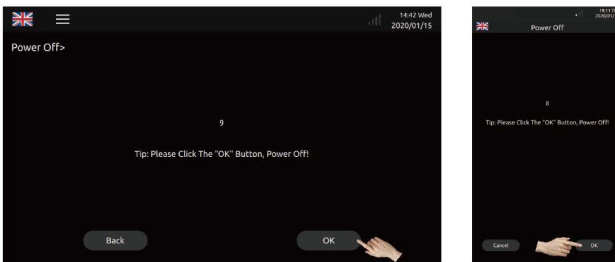 14:42 Wed
2020/01/15
Power Off>
9
Tip: Please Click The "OK" Button, Power Off!
Back
OK
Power Off
8
Tip: Please Click The "OK" Button, Power Off!
Cancel
OK